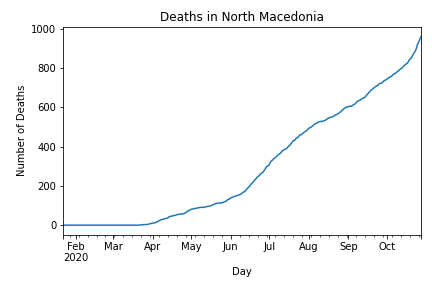 Deaths in North Macedonia
1000
800
600
400
200
0
Number of Deaths
Feb Mar Apr May Jun Jul Aug Sep Oct
2020
Day